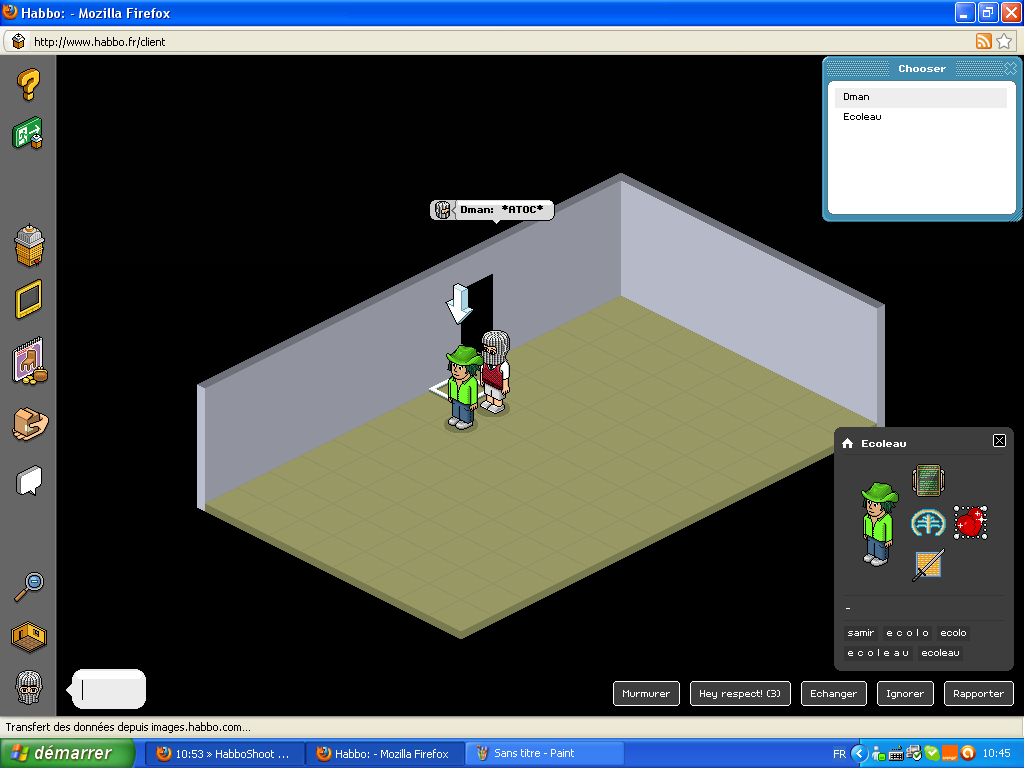 Habbo: - Mozilla Firefox
http://www.habbo.fr/client
Chooser
Dman
Ecoleau
Dman: *ATOC*
Ecoleau
-
samir e c o l o ecolo
e c o l e a u ecoleau
Murmurer Hey respect! (3) Echanger Ignorer Rapporter
Transfert des données depuis images.habbo.com...
démarrer 10:53 » HabboShoot ... Habbo: - Mozilla Firefox Sans titre - Paint FR 10:45